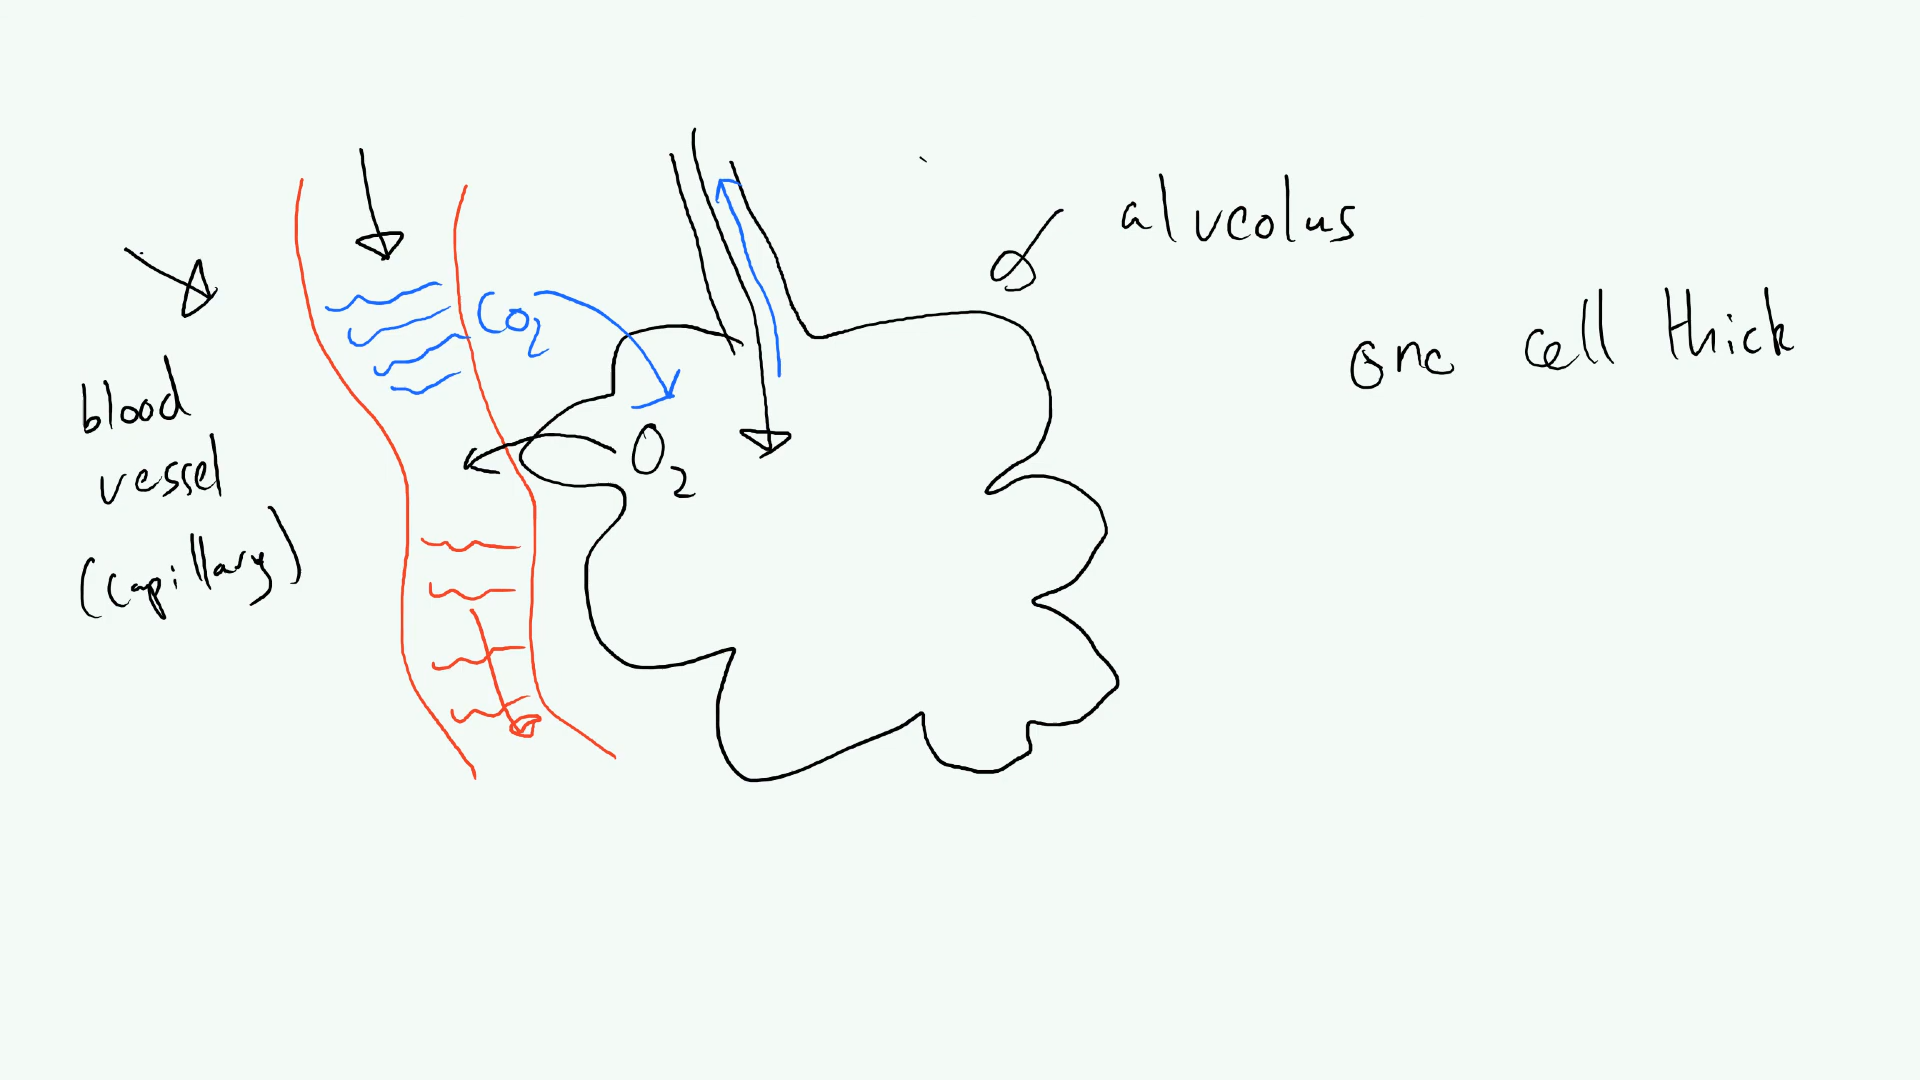 alveolus
one cell thick
CO2
O2
blood
vessel
(capillary)